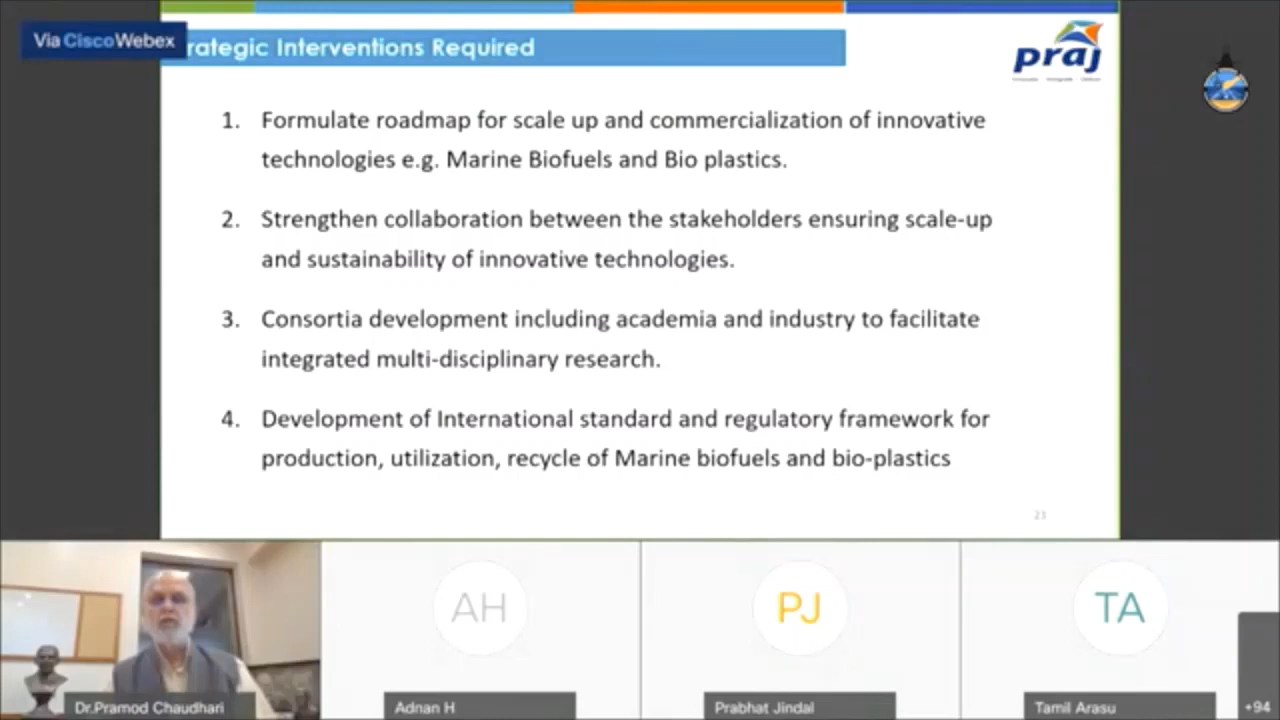 Via Cisco Webex
rategic Interventions Required
praj
1. Formulate roadmap for scale up and commercialization of innovative
technologies e.g. Marine Biofuels and Bio plastics.
2. Strengthen collaboration between the stakeholders ensuring scale-up
and sustainability of innovative technologies.
3. Consortia development including academia and industry to facilitate
integrated multi-disciplinary research.
4. Development of International standard and regulatory framework for
production, utilization, recycle of Marine biofuels and bio-plastics
AH
PJ
TA
Dr.Pramod Chaudhari
Adnan H
Prabhat Jindal
Tamil Arasu
+94